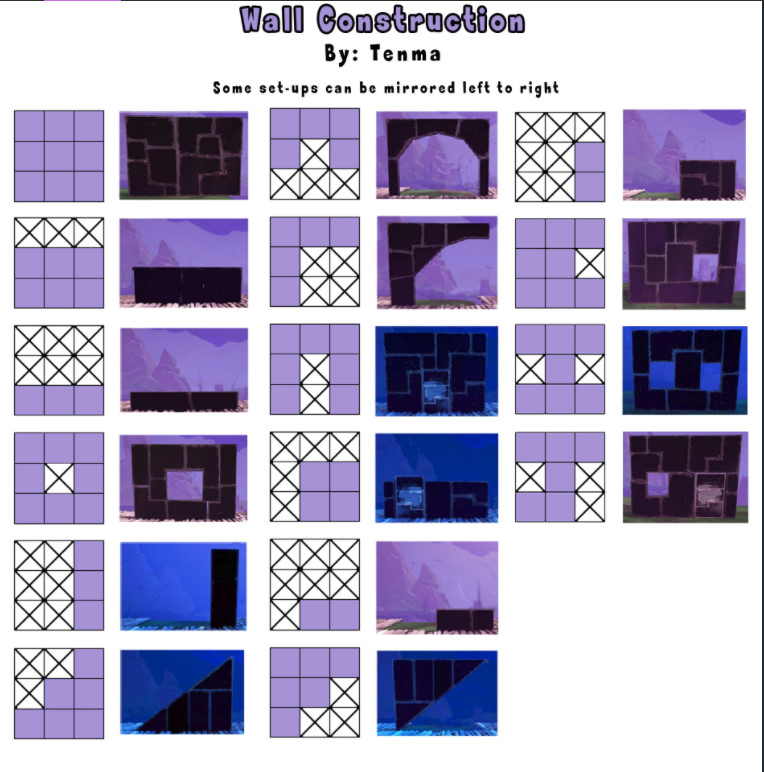 Wall Construction
By: Tenma
Some set-ups can be mirrored left to right